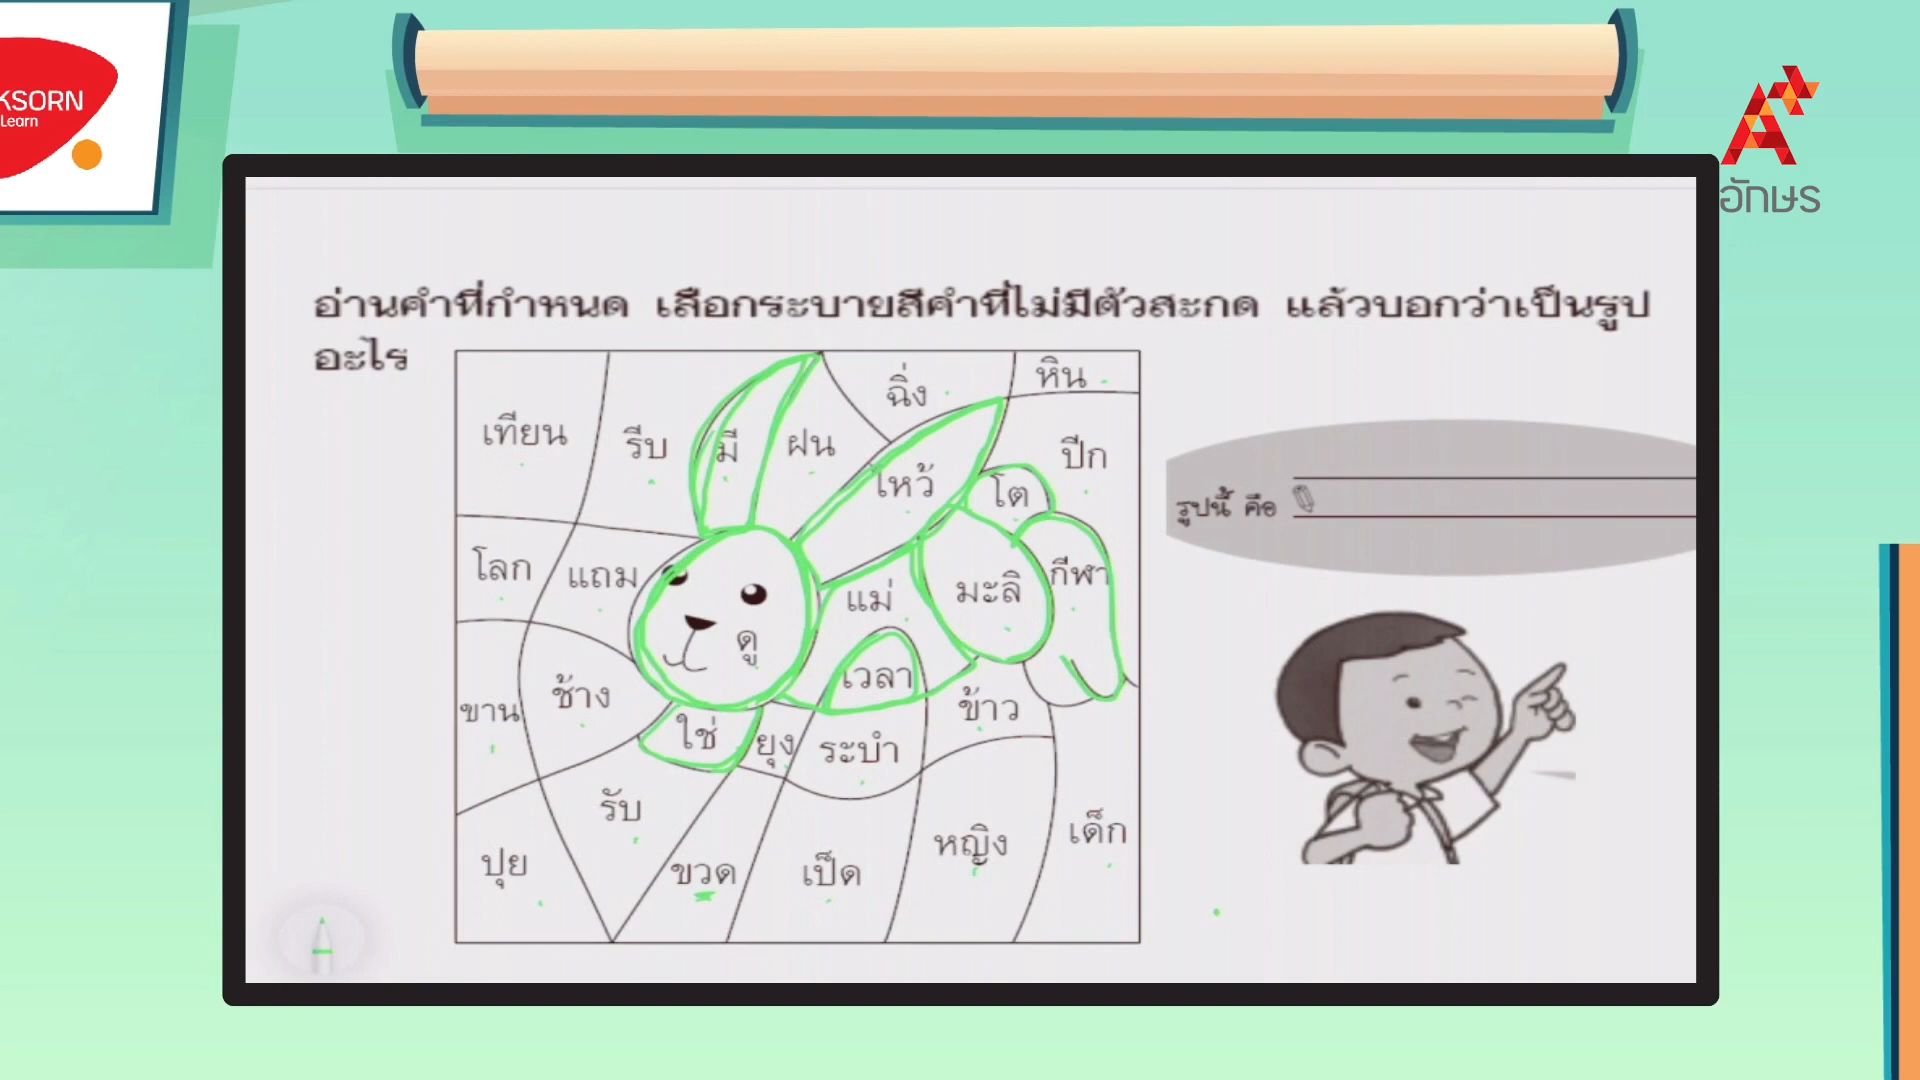 KSORN
Learn
อักษร
อ่านคำที่กำหนด เลือกระบายสีคำที่ไม่มีตัวสะกด แล้วบอกว่าเป็นรูป
อะไร
ฉิ่ง
หิน
เทียน
รีบ
มี
ฝน
ไหว้
โต
ปีก
รูปนี้ คือ
โลก
แถม
ดู
แม่
มะลิ
กีฬา
ขาน
ช้าง
เวลา
ข้าว
ใช่
ยุง
ระบำ
รับ
ปุย
ขวด
เป็ด
หญิง
เด็ก